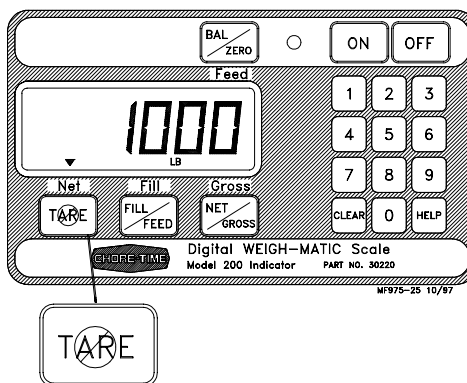 BAL
ZERO
ON
OFF
Feed
1000
LB
1 2 3
4 5 6
7 8 9
CLEAR 0 HELP
Net
Fill
Gross
TARE
FILL
FEED
NET
GROSS
CHORE-TIME
Digital WEIGH-MATIC Scale
Model 200 Indicator PART NO. 30220
MF975-25 10/97
TARE